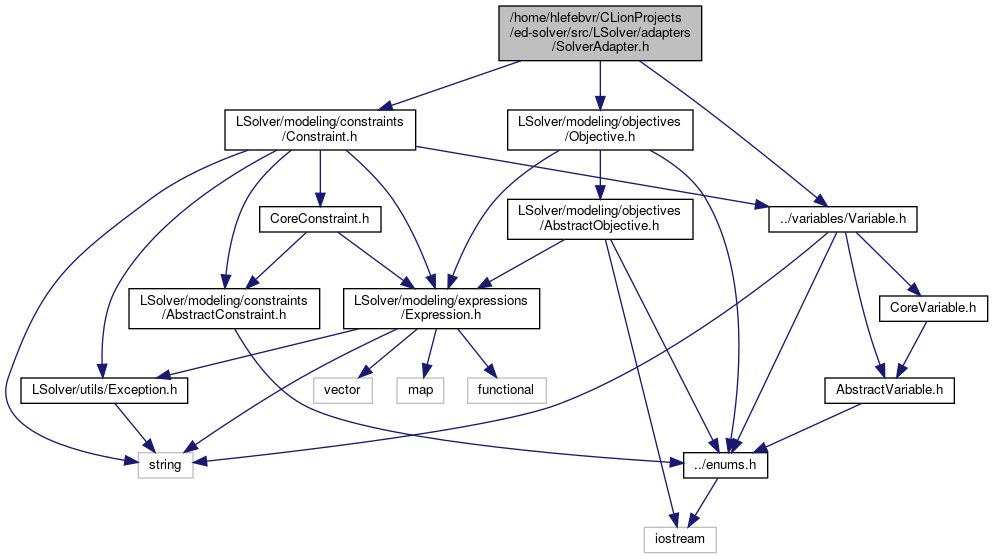 /home/hlefebvr/CLionProjects
/ed-solver/src/LSolver/adapters
/SolverAdapter.h
LSolver/modeling/constraints
/Constraint.h
LSolver/modeling/objectives
/Objective.h
CoreConstraint.h
LSolver/modeling/objectives
/AbstractObjective.h
../variables/Variable.h
LSolver/modeling/constraints
/AbstractConstraint.h
LSolver/modeling/expressions
/Expression.h
CoreVariable.h
LSolver/utils/Exception.h
vector
map
functional
AbstractVariable.h
string
../enums.h
iostream